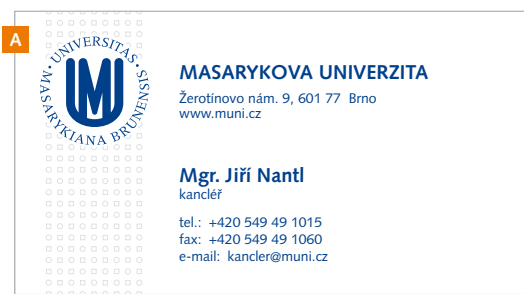 A
UNIVERSITAS · MASARYKIANA BRUNENSIS ·
MU
MASARYKOVA UNIVERZITA
Žerotínovo nám. 9, 601 77 Brno
www.muni.cz
Mgr. Jiří Nantl
kancléř
tel.: +420 549 49 1015
fax: +420 549 49 1060
e-mail: kancler@muni.cz